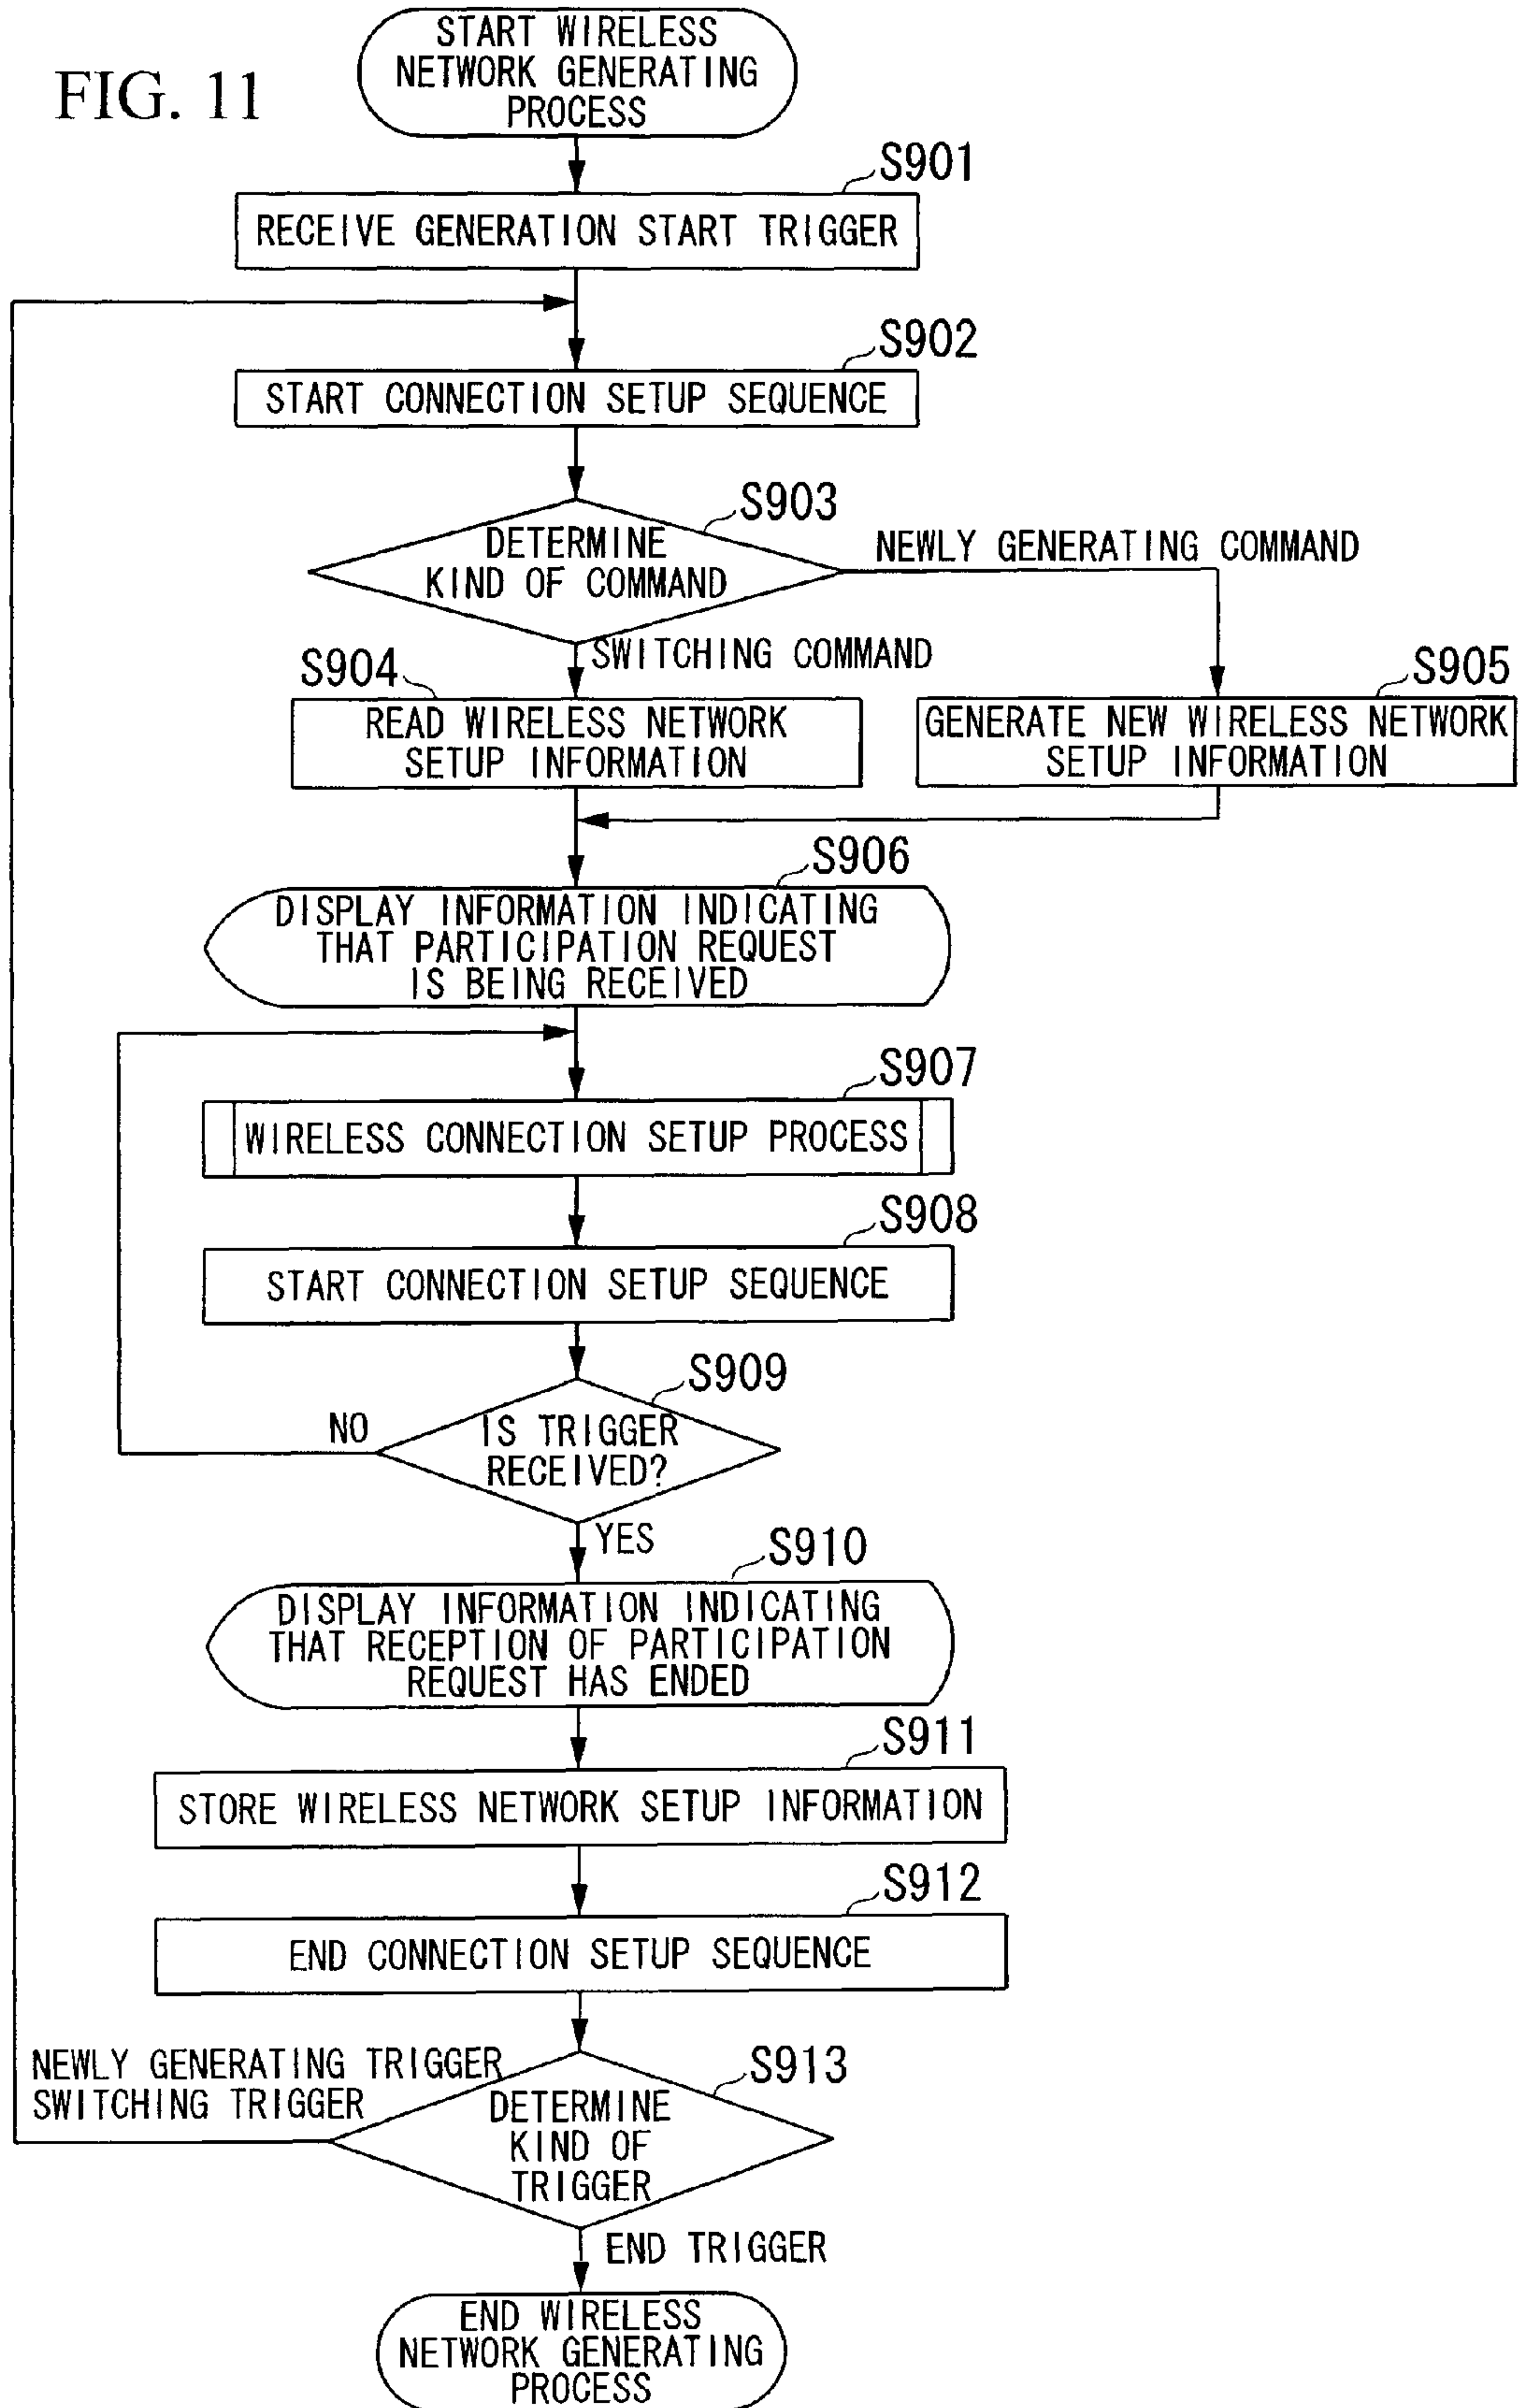 FIG. 11
START WIRELESS
NETWORK GENERATING
PROCESS
S901
RECEIVE GENERATION START TRIGGER
S902
START CONNECTION SETUP SEQUENCE
S903
DETERMINE
KIND OF COMMAND
NEWLY GENERATING COMMAND
SWITCHING COMMAND
S904
READ WIRELESS NETWORK
SETUP INFORMATION
S905
GENERATE NEW WIRELESS NETWORK
SETUP INFORMATION
S906
DISPLAY INFORMATION INDICATING
THAT PARTICIPATION REQUEST
IS BEING RECEIVED
S907
WIRELESS CONNECTION SETUP PROCESS
S908
START CONNECTION SETUP SEQUENCE
S909
NO
IS TRIGGER
RECEIVED?
YES
S910
DISPLAY INFORMATION INDICATING
THAT RECEPTION OF PARTICIPATION
REQUEST HAS ENDED
S911
STORE WIRELESS NETWORK SETUP INFORMATION
S912
END CONNECTION SETUP SEQUENCE
NEWLY GENERATING TRIGGER
SWITCHING TRIGGER
S913
DETERMINE
KIND OF
TRIGGER
END TRIGGER
END WIRELESS
NETWORK GENERATING
PROCESS